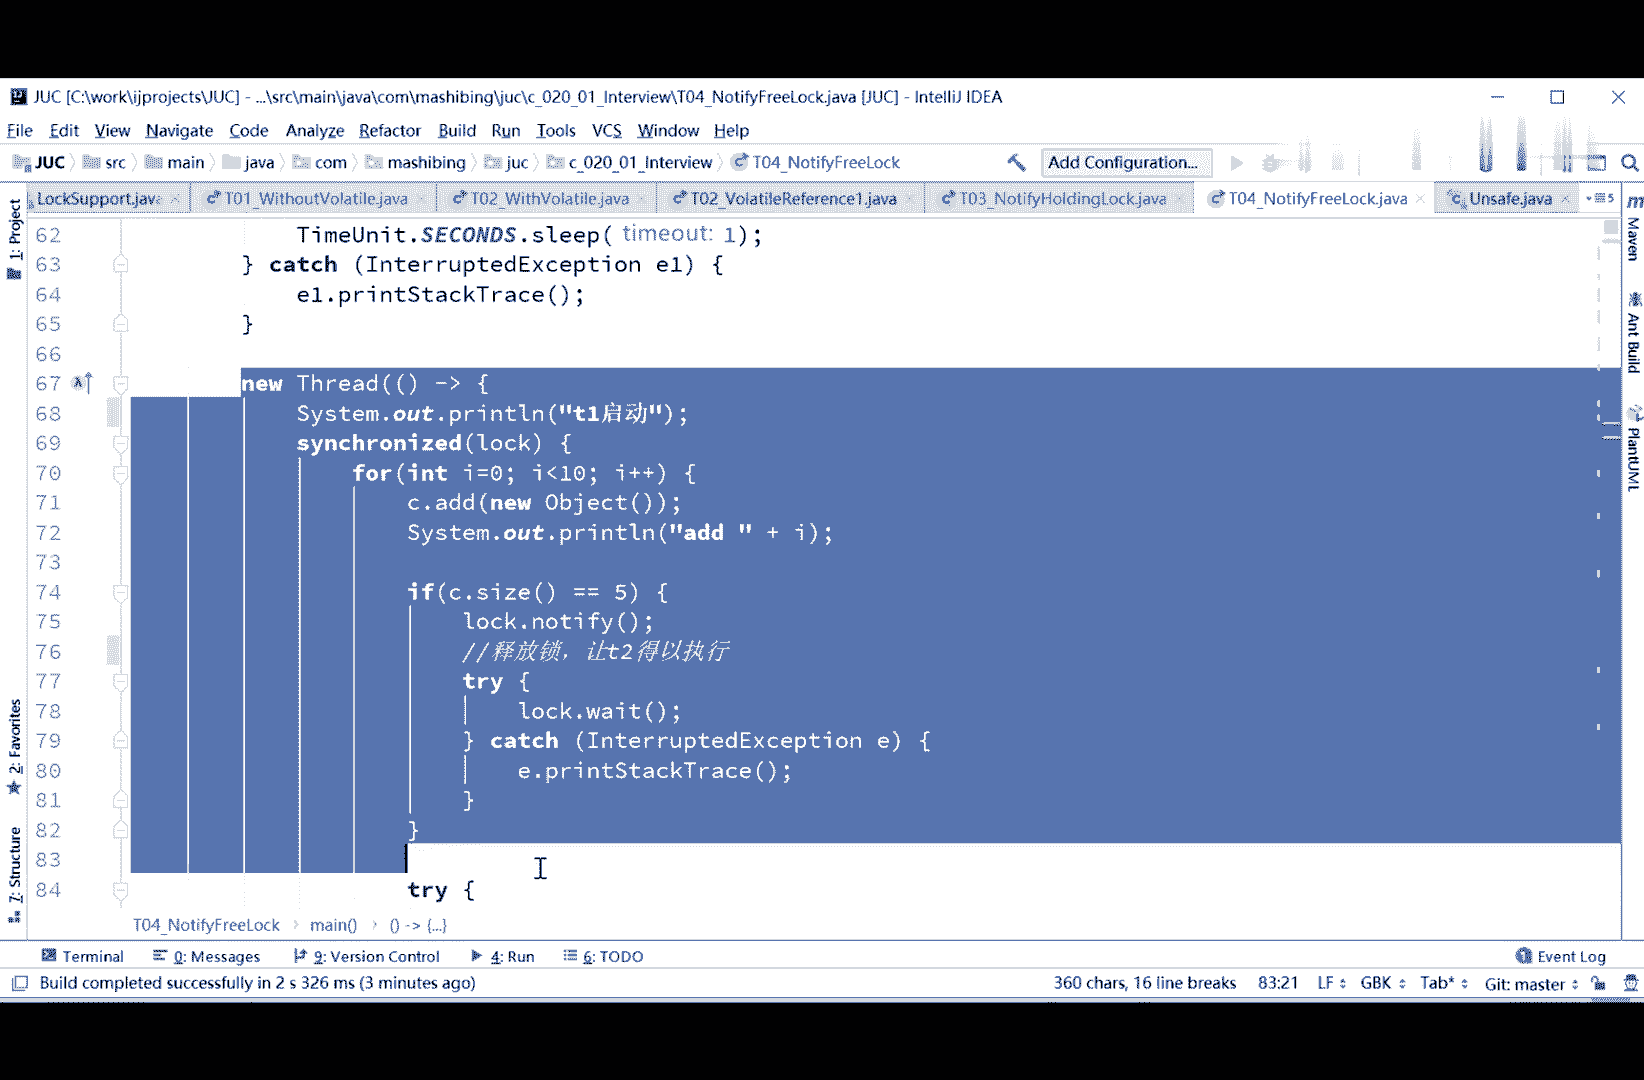 JUC [C:\work\ijprojects\JUC] - ...\src\main\java\com\mashibing\juc\c_020_01_Interview\T04_NotifyFreeLock.java [JUC] - IntelliJ IDEA
File Edit View Navigate Code Analyze Refactor Build Run Tools VCS Window Help
JUC src main java com mashibing juc c_020_01_Interview T04_NotifyFreeLock Add Configuration...
LockSupport.java T01_WithoutVolatile.java T02_WithVolatile.java T02_VolatileReference1.java T03_NotifyHoldingLock.java T04_NotifyFreeLock.java Unsafe.java 5
1: Project
2: Favorites
7: Structure
62 TimeUnit.SECONDS.sleep( timeout: 1);
63 } catch (InterruptedException e1) {
64 e1.printStackTrace();
65 }
66
67 new Thread(() -> {
68 System.out.println("t1启动");
69 synchronized(lock) {
70 for(int i=0; i<10; i++) {
71 c.add(new Object());
72 System.out.println("add " + i);
73
74 if(c.size() == 5) {
75 lock.notify();
76 //释放锁，让t2得以执行
77 try {
78 lock.wait();
79 } catch (InterruptedException e) {
80 e.printStackTrace();
81 }
82 }
83
84 try {
m
Maven
Ant Build
PlantUML
T04_NotifyFreeLock main() () -> {...}
Terminal 0: Messages 9: Version Control 4: Run 6: TODO 1 Event Log
Build completed successfully in 2 s 326 ms (3 minutes ago) 360 chars, 16 line breaks 83:21 LF GBK Tab* Git: master